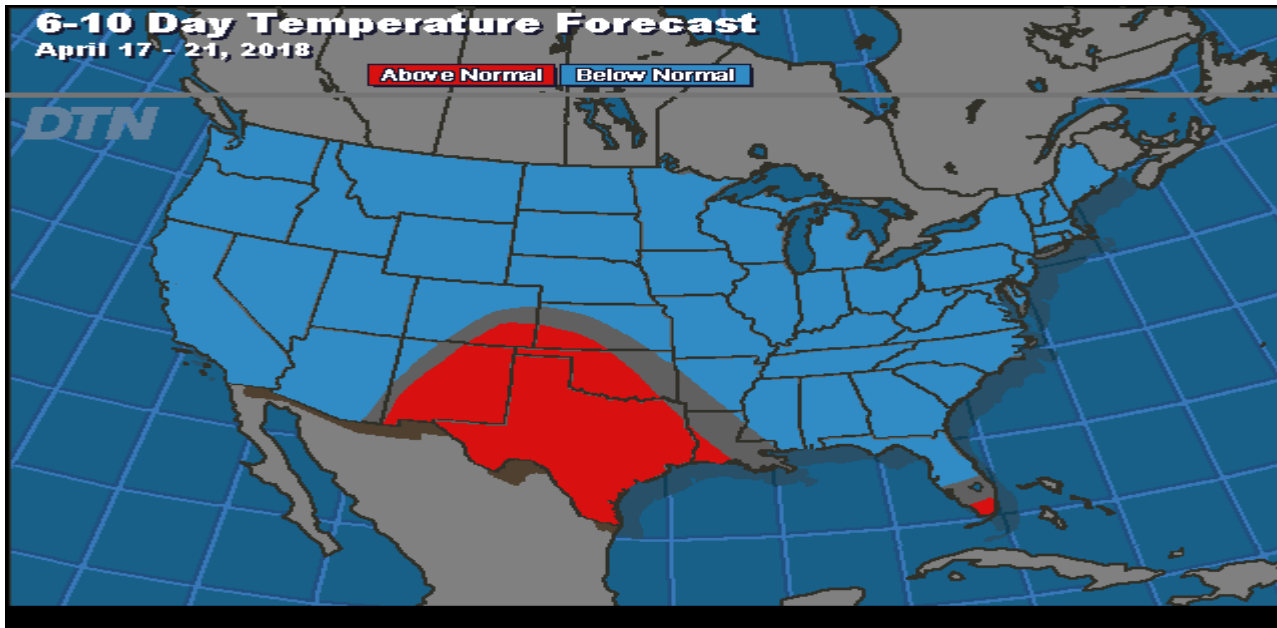 6-10 Day Temperature Forecast
April 17 - 21, 2018
Above Normal Below Normal
DTN